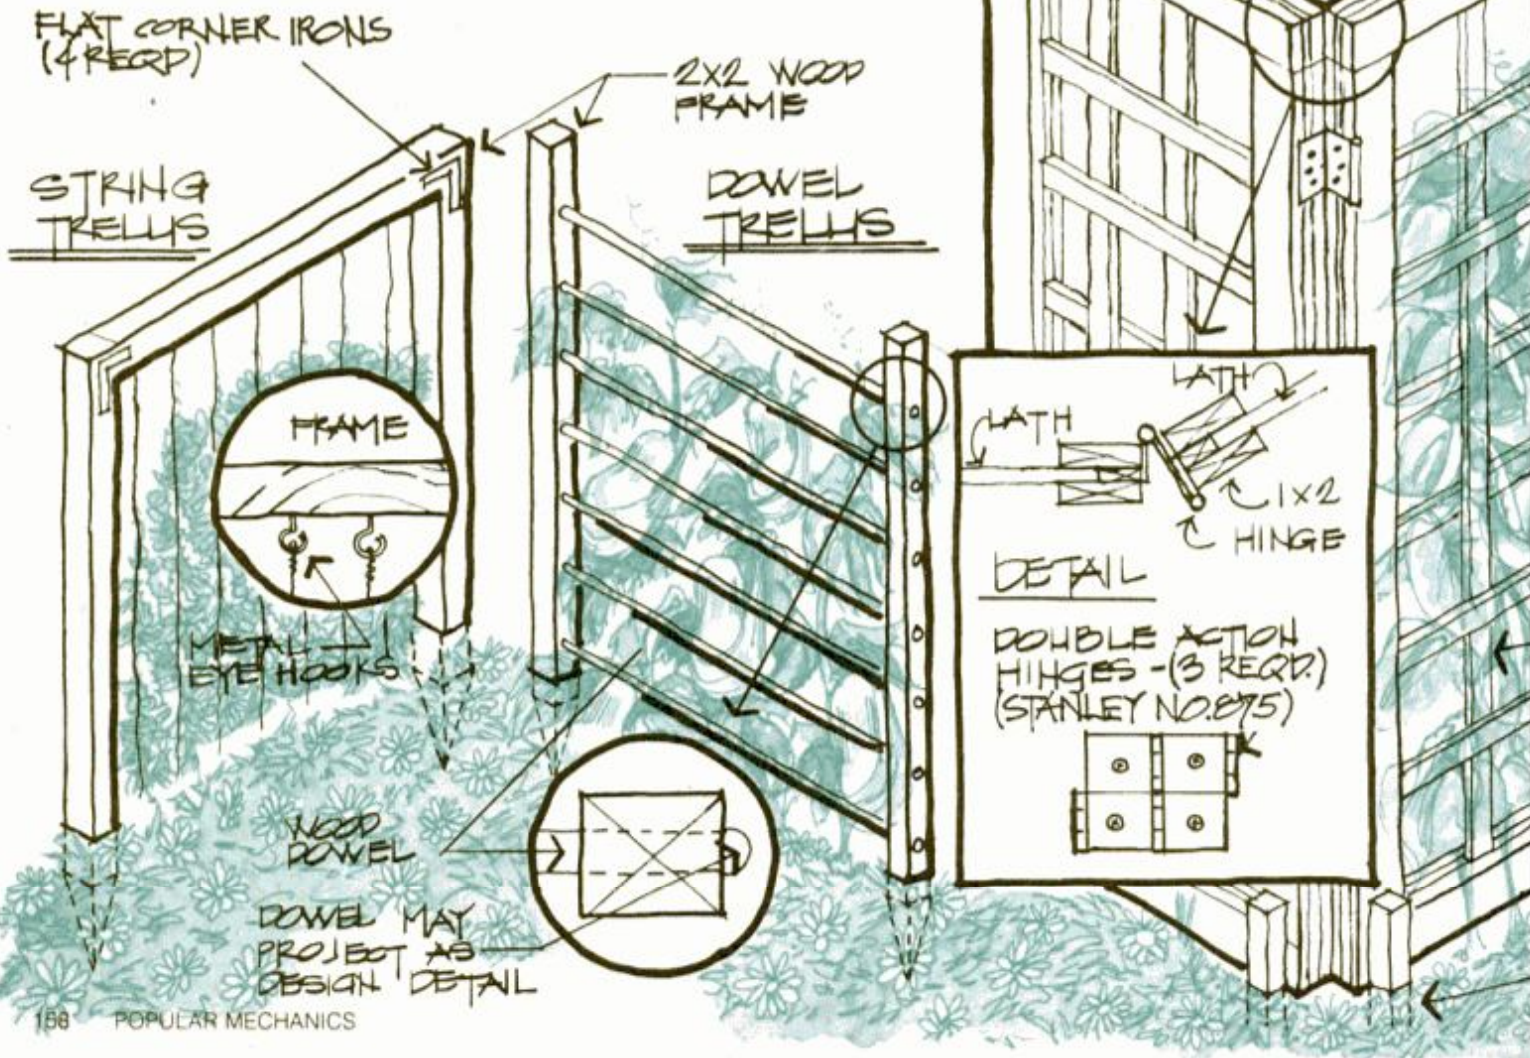 FLAT CORNER IRONS
(4 REQD)
2X2 WOOD
FRAME
STRING
TRELLIS
DOWEL
TRELLIS
FRAME
METAL
EYE HOOKS
LATH
LATH
1X2
HINGE
DETAIL
DOUBLE ACTION
HINGES - (3 REQD.)
(STANLEY NO. 875)
WOOD
DOWEL
DOWEL MAY
PROJECT AS
DESIGN DETAIL
158 POPULAR MECHANICS